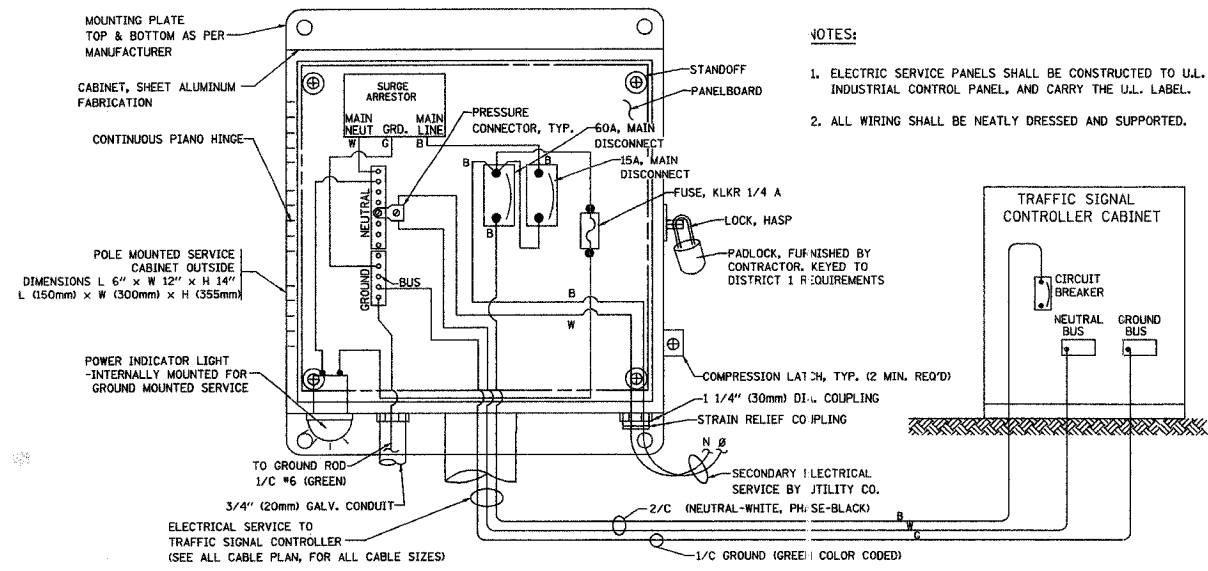 MOUNTING PLATE
TOP & BOTTOM AS PER
MANUFACTURER
CABINET, SHEET ALUMINUM
FABRICATION
CONTINUOUS PIANO HINGE
POLE MOUNTED SERVICE
CABINET OUTSIDE
DIMENSIONS L 6" x W 12" x H 14"
L (150mm) x W (300mm) x H (355mm)
POWER INDICATOR LIGHT
-INTERNALLY MOUNTED FOR
GROUND MOUNTED SERVICE
TO GROUND ROD
1/C #6 (GREEN)
3/4" (20mm) GALV. CONDUIT
ELECTRICAL SERVICE TO
TRAFFIC SIGNAL CONTROLLER
(SEE ALL CABLE PLAN, FOR ALL CABLE SIZES)
SURGE
ARRESTOR
MAIN NEUT
GRD.
MAIN LINE
W G B
NEUTRAL
GROUND
BUS
PRESSURE
CONNECTOR, TYP.
B
B
B
B
W
STANDOFF
PANELBOARD
60A, MAIN
DISCONNECT
15A, MAIN
DISCONNECT
FUSE, KLKR 1/4 A
LOCK, HASP
PADLOCK, FURNISHED BY
CONTRACTOR. KEYED TO
DISTRICT 1 REQUIREMENTS
COMPRESSION LATCH, TYP. (2 MIN. REQ'D)
1 1/4" (30mm) DIA. COUPLING
STRAIN RELIEF COUPLING
N Ø
SECONDARY ELECTRICAL
SERVICE BY UTILITY CO.
2/C (NEUTRAL-WHITE, PHASE-BLACK)
1/C GROUND (GREEN COLOR CODED)
B
W
G
NOTES:
1. ELECTRIC SERVICE PANELS SHALL BE CONSTRUCTED TO U.L.
INDUSTRIAL CONTROL PANEL, AND CARRY THE U.L. LABEL.
2. ALL WIRING SHALL BE NEATLY DRESSED AND SUPPORTED.
TRAFFIC SIGNAL
CONTROLLER CABINET
CIRCUIT
BREAKER
NEUTRAL
BUS
GROUND
BUS